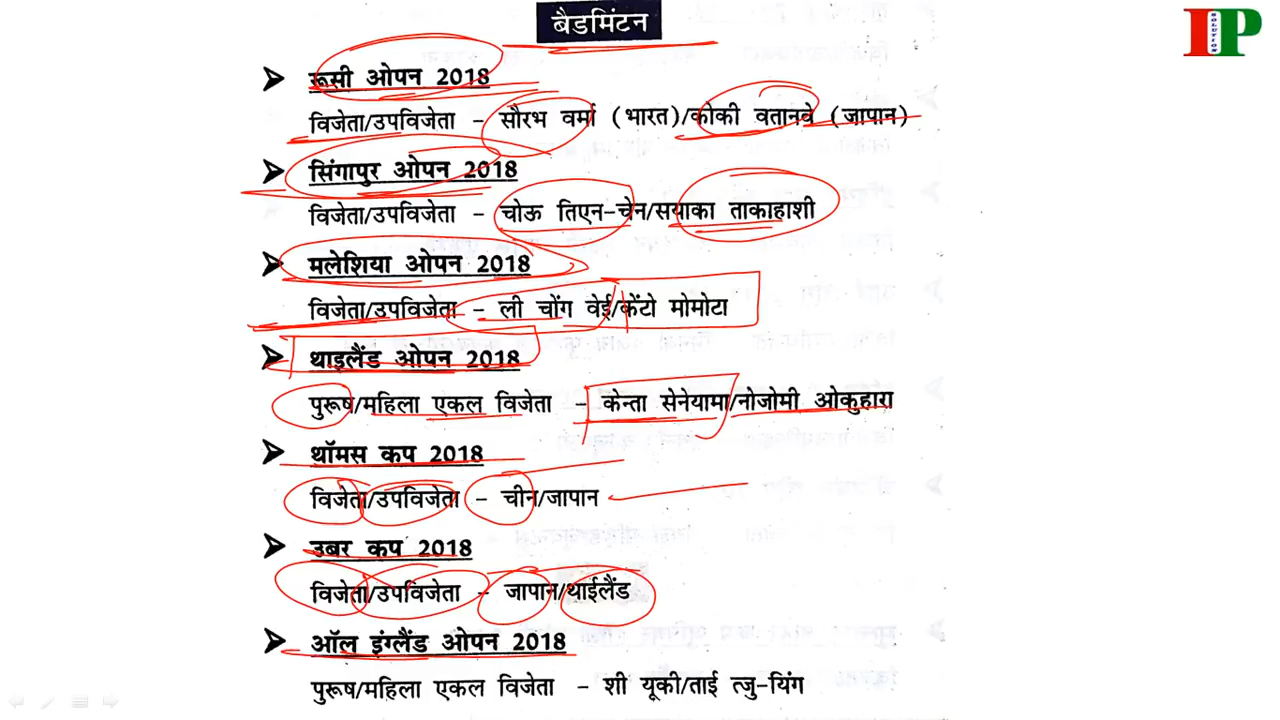 बैडमिंटन
ISOLUTIONP
रूसी ओपन 2018
विजेता/उपविजेता - सौरभ वर्मा (भारत)/कोकी वतानवे (जापान)
सिंगापुर ओपन 2018
विजेता/उपविजेता - चोऊ तिएन-चेन/सयाका ताकाहाशी
मलेशिया ओपन 2018
विजेता/उपविजेता - ली चोंग वेई/केंटो मोमोटा
थाइलैंड ओपन 2018
पुरूष/महिला एकल विजेता - केन्ता सेनेयामा/नोजोमी ओकुहारा
थॉमस कप 2018
विजेता/उपविजेता - चीन/जापान
उबर कप 2018
विजेता/उपविजेता - जापान/थाईलैंड
ऑल इंग्लैंड ओपन 2018
पुरूष/महिला एकल विजेता - शी यूकी/ताई त्जु-यिंग